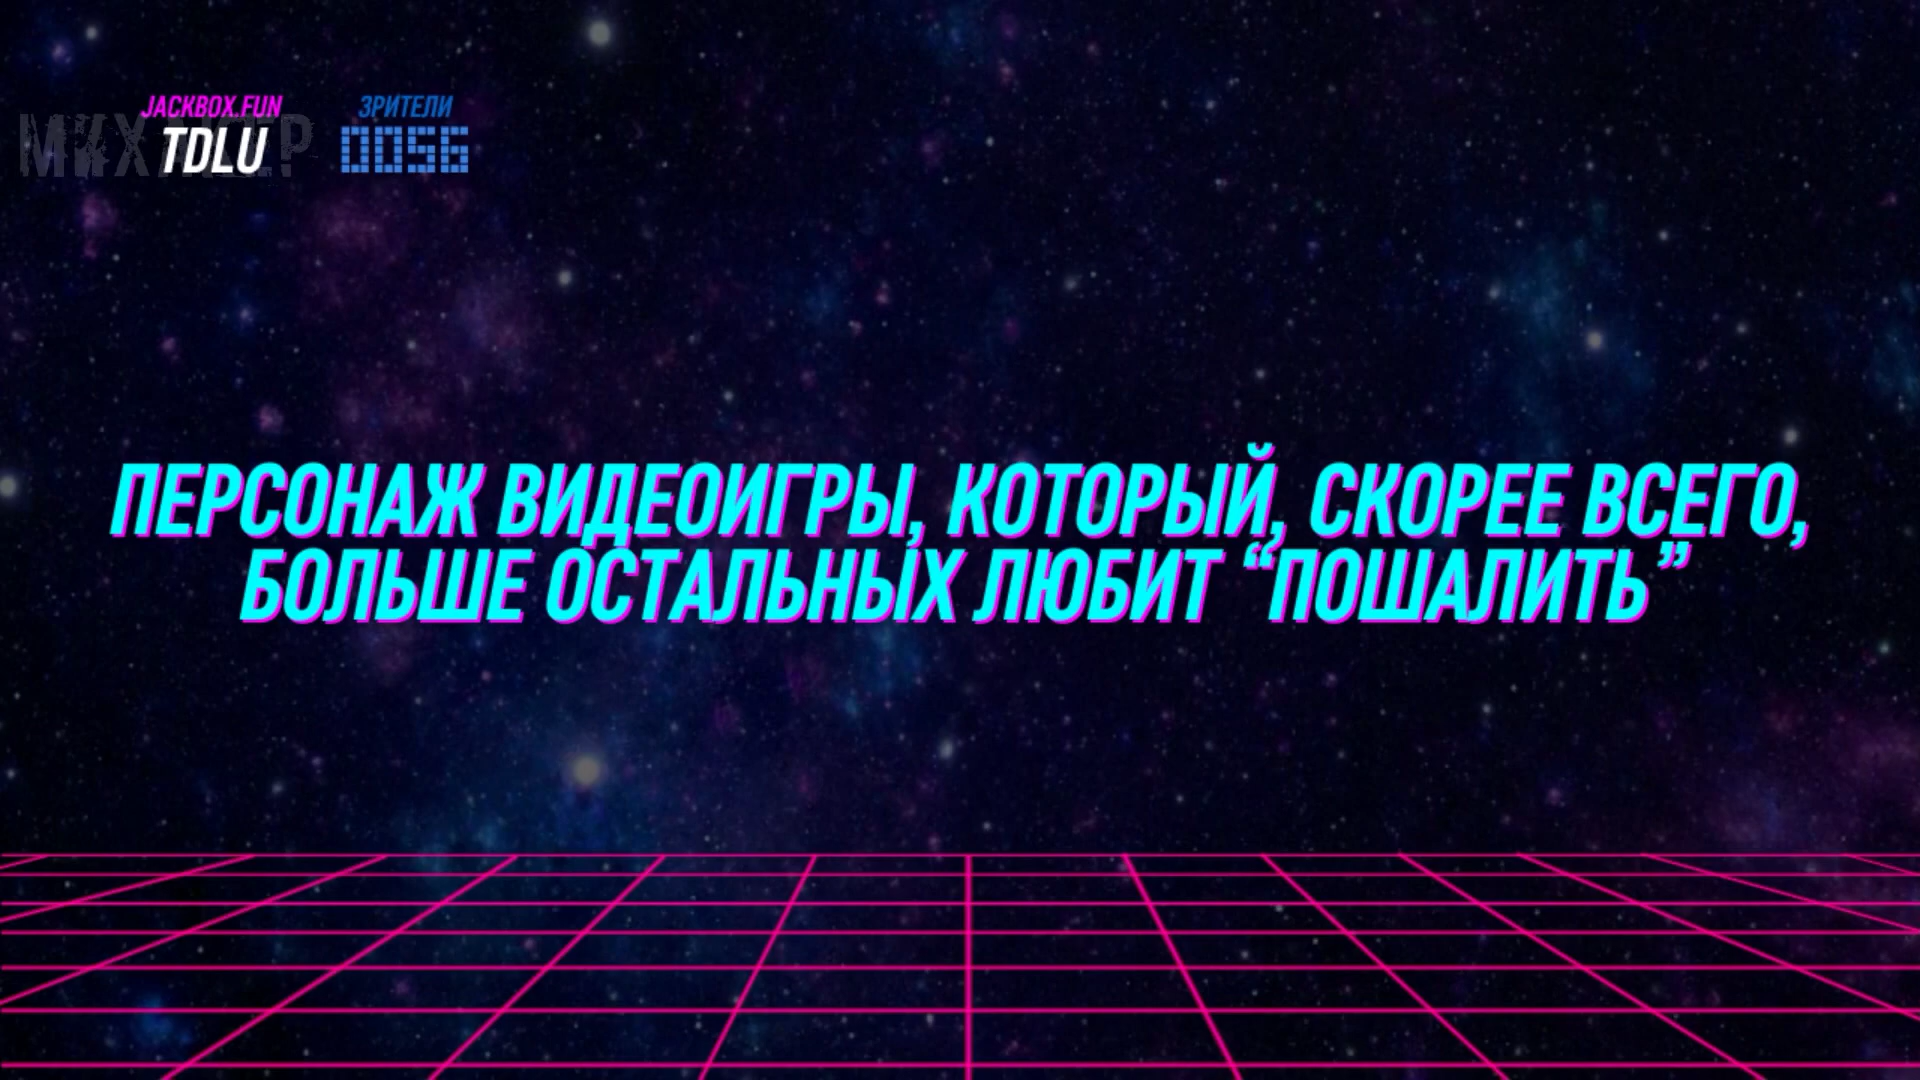 JACKBOX.FUN
TDLU
ЗРИТЕЛИ
0056
ПЕРСОНАЖ ВИДЕОИГРЫ, КОТОРЫЙ, СКОРЕЕ ВСЕГО,
БОЛЬШЕ ОСТАЛЬНЫХ ЛЮБИТ “ПОШАЛИТЬ”